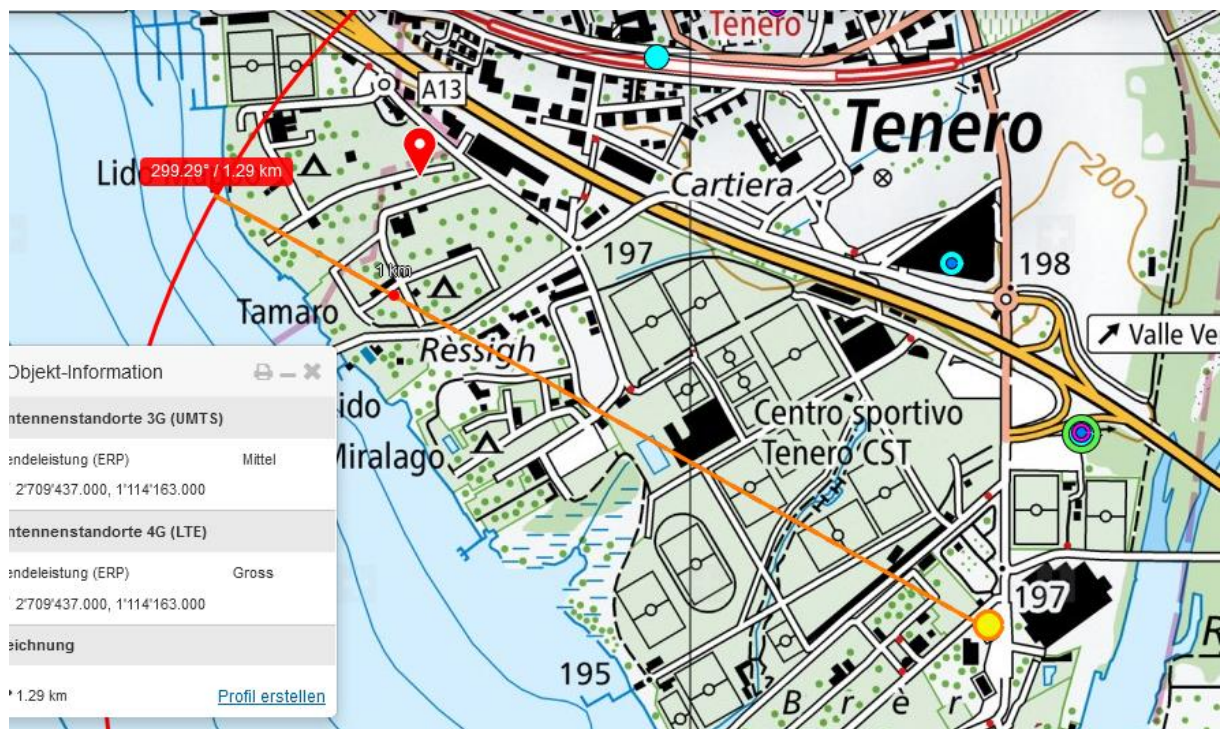 Tenero
A13
Tenero
299.29° / 1.29 km
Cartiera
200
197
198
1 km
Tamaro
Valle Ve
Rèssigh
Objekt-Information
ntennenstandorte 3G (UMTS)
endeleistung (ERP) Mittel
2'709'437.000, 1'114'163.000
ntennenstandorte 4G (LTE)
endeleistung (ERP) Gross
2'709'437.000, 1'114'163.000
eichnung
1.29 km Profil erstellen
ido
Miralago
Centro sportivo
Tenero CST
197
195
Brèr
R